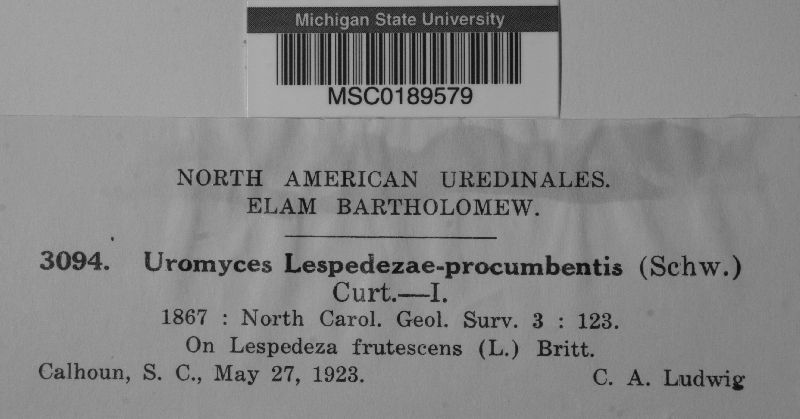 Michigan State University
MSC0189579
NORTH AMERICAN UREDINALES.
ELAM BARTHOLOMEW.
3094. Uromyces Lespedezae-procumbentis (Schw.)
Curt.—I.
1867 : North Carol. Geol. Surv. 3 : 123.
On Lespedeza frutescens (L.) Britt.
Calhoun, S. C., May 27, 1923. C. A. Ludwig